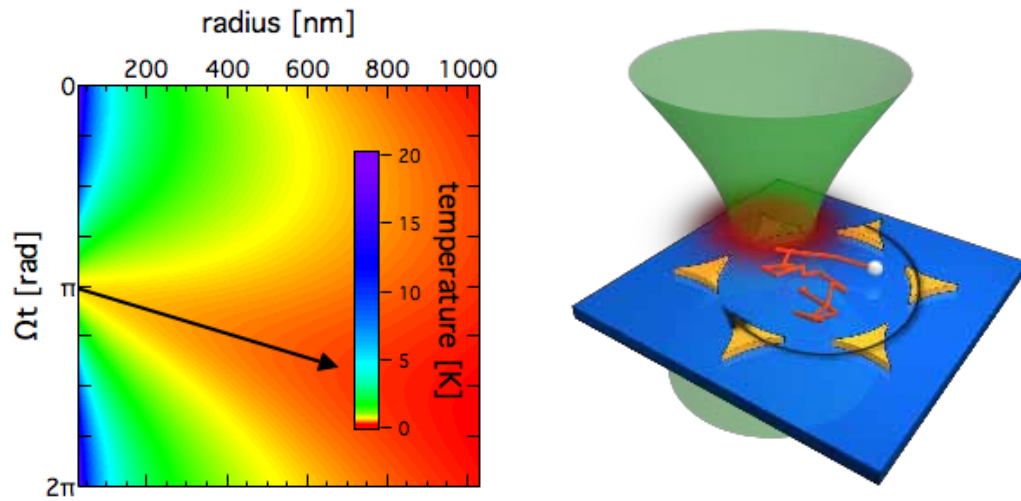 radius [nm]
200 400 600 800 1000
0
π
2π
Ωt [rad]
20
15
10
5
0
temperature [K]